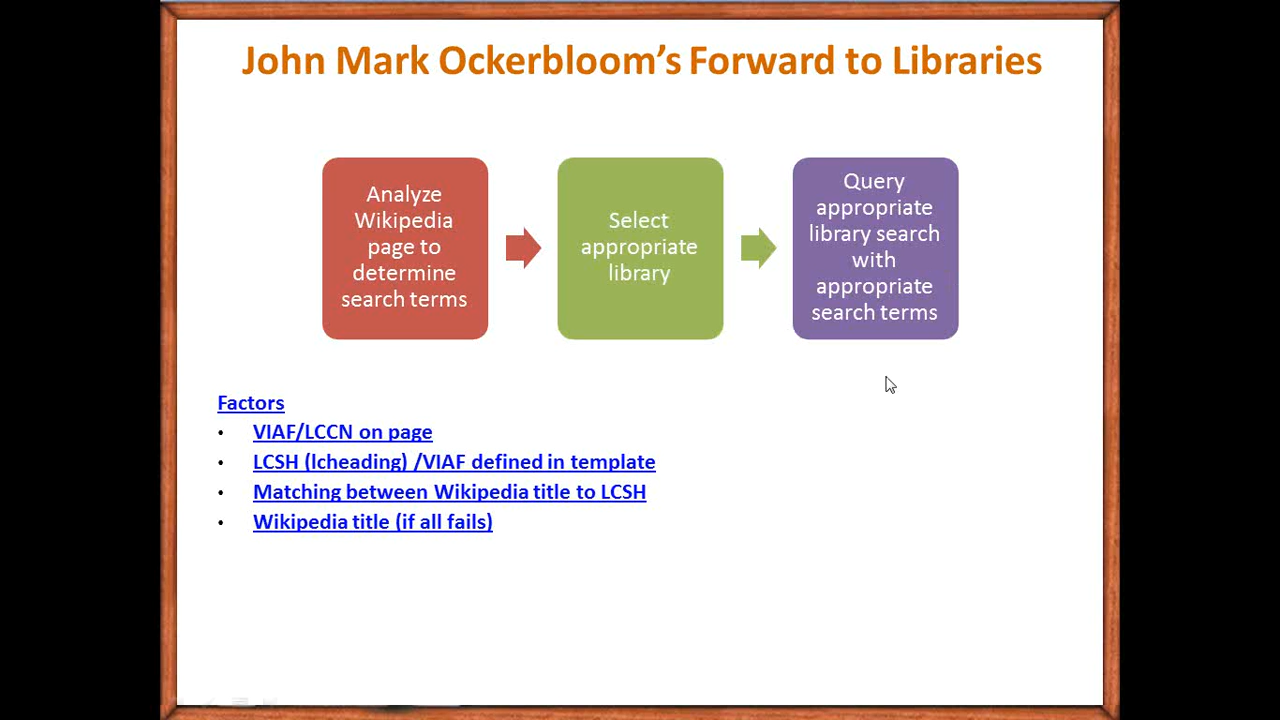 John Mark Ockerbloom’s Forward to Libraries
Analyze
Wikipedia
page to
determine
search terms
Select
appropriate
library
Query
appropriate
library search
with
appropriate
search terms
Factors
• VIAF/LCCN on page
• LCSH (lcheading) /VIAF defined in template
• Matching between Wikipedia title to LCSH
• Wikipedia title (if all fails)